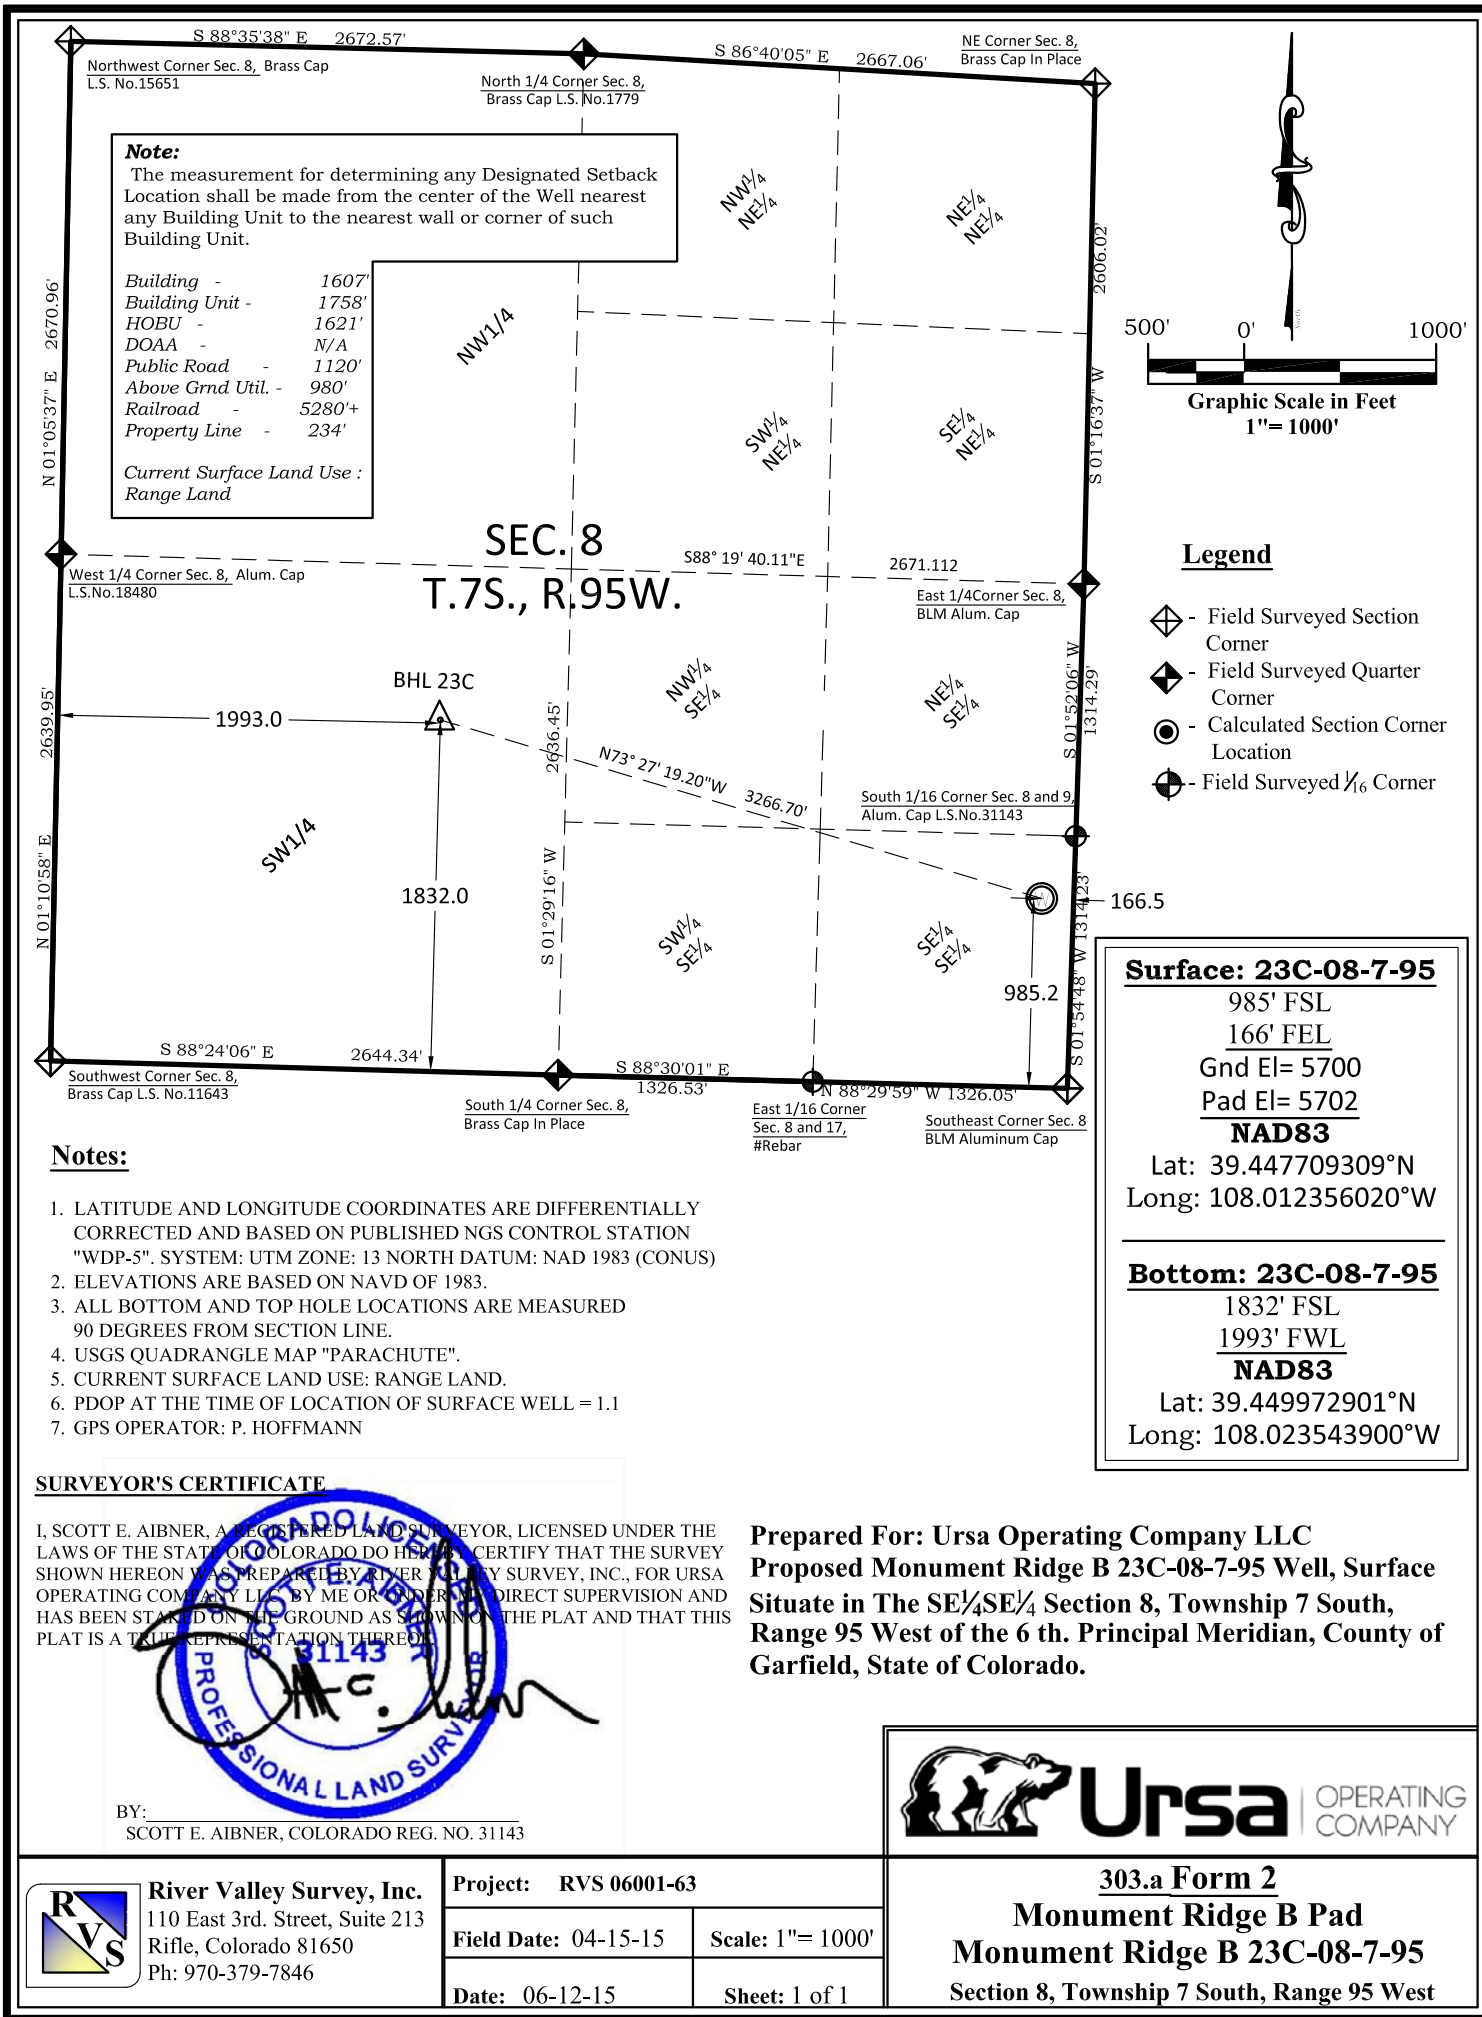 S 88°35'38" E 2672.57'
S 86°40'05" E 2667.06'
NE Corner Sec. 8,
Brass Cap In Place
Northwest Corner Sec. 8, Brass Cap
L.S. No.15651
North 1/4 Corner Sec. 8,
Brass Cap L.S. No.1779
Note:
The measurement for determining any Designated Setback
Location shall be made from the center of the Well nearest
any Building Unit to the nearest wall or corner of such
Building Unit.
Building - 1607'
Building Unit - 1758'
HOBU - 1621'
DOAA - N/A
Public Road - 1120'
Above Grnd Util. - 980'
Railroad - 5280'+
Property Line - 234'
Current Surface Land Use :
Range Land
N 01°05'37" E 2670.96'
NW1/4
NW1/4
NE1/4
NE1/4
NE1/4
SW1/4
NE1/4
SE1/4
NE1/4
2606.02'
S 01°16'37" W
North
500' 0' 1000'
Graphic Scale in Feet
1"= 1000'
SEC. 8
T.7S., R.95W.
S88° 19' 40.11"E 2671.112
West 1/4 Corner Sec. 8, Alum. Cap
L.S.No.18480
East 1/4Corner Sec. 8,
BLM Alum. Cap
Legend
- Field Surveyed Section
Corner
- Field Surveyed Quarter
Corner
- Calculated Section Corner
Location
- Field Surveyed 1/16 Corner
BHL 23C
1993.0
N 01°10'58" E 2639.95'
2636.45'
S 01°29'16" W
NW1/4
SE1/4
NE1/4
SE1/4
S 01°52'06" W
1314.29'
N73° 27' 19.20"W 3266.70'
South 1/16 Corner Sec. 8 and 9,
Alum. Cap L.S.No.31143
SW1/4
1832.0
SW1/4
SE1/4
SE1/4
SE1/4
W
166.5
985.2
S 01°54'48" W 1314.23'
S 88°24'06" E 2644.34'
S 88°30'01" E
1326.53'
N 88°29'59" W 1326.05'
Southwest Corner Sec. 8,
Brass Cap L.S. No.11643
South 1/4 Corner Sec. 8,
Brass Cap In Place
East 1/16 Corner
Sec. 8 and 17,
#Rebar
Southeast Corner Sec. 8
BLM Aluminum Cap
Surface: 23C-08-7-95
985' FSL
166' FEL
Gnd El= 5700
Pad El= 5702
NAD83
Lat: 39.447709309°N
Long: 108.012356020°W
Bottom: 23C-08-7-95
1832' FSL
1993' FWL
NAD83
Lat: 39.449972901°N
Long: 108.023543900°W
Notes:
1. LATITUDE AND LONGITUDE COORDINATES ARE DIFFERENTIALLY
CORRECTED AND BASED ON PUBLISHED NGS CONTROL STATION
"WDP-5". SYSTEM: UTM ZONE: 13 NORTH DATUM: NAD 1983 (CONUS)
2. ELEVATIONS ARE BASED ON NAVD OF 1983.
3. ALL BOTTOM AND TOP HOLE LOCATIONS ARE MEASURED
90 DEGREES FROM SECTION LINE.
4. USGS QUADRANGLE MAP "PARACHUTE".
5. CURRENT SURFACE LAND USE: RANGE LAND.
6. PDOP AT THE TIME OF LOCATION OF SURFACE WELL = 1.1
7. GPS OPERATOR: P. HOFFMANN
SURVEYOR'S CERTIFICATE
I, SCOTT E. AIBNER, A REGISTERED LAND SURVEYOR, LICENSED UNDER THE
LAWS OF THE STATE OF COLORADO DO HEREBY CERTIFY THAT THE SURVEY
SHOWN HEREON WAS PREPARED BY RIVER VALLEY SURVEY, INC., FOR URSA
OPERATING COMPANY LLC BY ME OR UNDER MY DIRECT SUPERVISION AND
HAS BEEN STAKED ON THE GROUND AS SHOWN ON THE PLAT AND THAT THIS
PLAT IS A TRUE REPRESENTATION THEREOF.
COLORADO LICENSED
SCOTT E. AIBNER
31143
PROFESSIONAL LAND SURVEYOR
BY:
SCOTT E. AIBNER, COLORADO REG. NO. 31143
Prepared For: Ursa Operating Company LLC
Proposed Monument Ridge B 23C-08-7-95 Well, Surface
Situate in The SE1/4SE1/4 Section 8, Township 7 South,
Range 95 West of the 6 th. Principal Meridian, County of
Garfield, State of Colorado.
Ursa OPERATING
COMPANY
RVS
River Valley Survey, Inc.
110 East 3rd. Street, Suite 213
Rifle, Colorado 81650
Ph: 970-379-7846
Project: RVS 06001-63
Field Date: 04-15-15 Scale: 1"= 1000'
Date: 06-12-15 Sheet: 1 of 1
303.a Form 2
Monument Ridge B Pad
Monument Ridge B 23C-08-7-95
Section 8, Township 7 South, Range 95 West